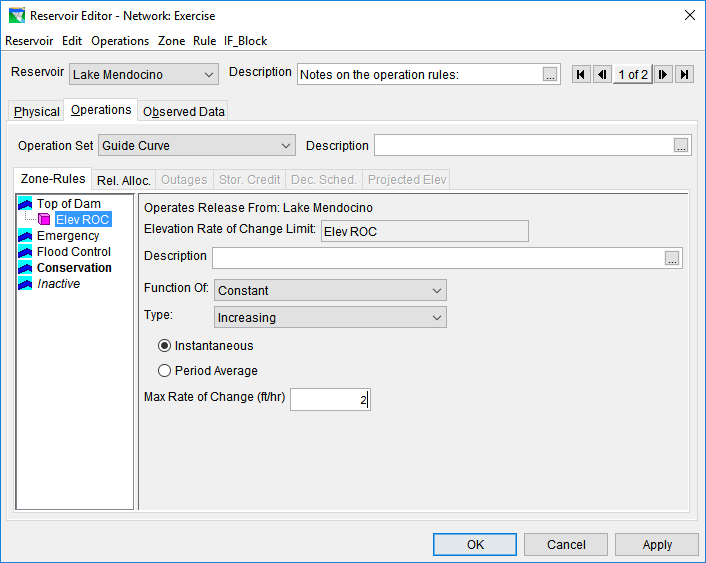 Reservoir Editor - Network: Exercise
Reservoir Edit Operations Zone Rule IF_Block
Reservoir Lake Mendocino Description Notes on the operation rules: ... 1 of 2
Physical Operations Observed Data
Operation Set Guide Curve Description ...
Zone-Rules Rel. Alloc. Outages Stor. Credit Dec. Sched. Projected Elev
Top of Dam
Elev ROC
Emergency
Flood Control
Conservation
Inactive
Operates Release From: Lake Mendocino
Elevation Rate of Change Limit: Elev ROC
Description ...
Function Of: Constant
Type: Increasing
Instantaneous
Period Average
Max Rate of Change (ft/hr) 2
OK Cancel Apply